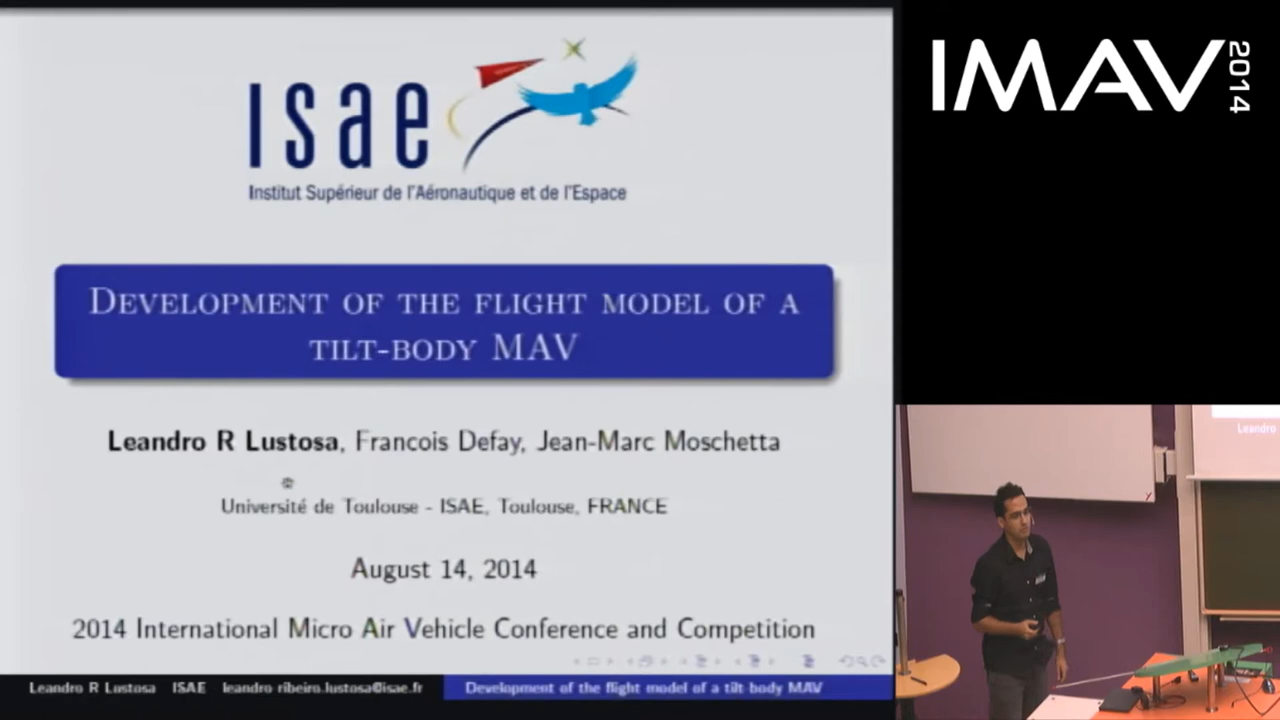 Isae
Institut Supérieur de l'Aéronautique et de l'Espace
DEVELOPMENT OF THE FLIGHT MODEL OF A
TILT-BODY MAV
Leandro R Lustosa, Francois Defay, Jean-Marc Moschetta
Université de Toulouse - ISAE, Toulouse, FRANCE
August 14, 2014
2014 International Micro Air Vehicle Conference and Competition
Leandro R Lustosa ISAE leandro ribeiro.lustosa@isae.fr
Development of the flight model of a tilt body MAV
IMAV 2014
Leandro